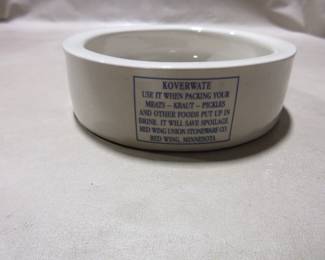 KOVERWATE
USE IT WHEN PACKING YOUR
MEATS – KRAUT – PICKLES
AND OTHER FOODS PUT UP IN
BRINE. IT WILL SAVE SPOILAGE
RED WING UNION STONEWARE CO.
RED WING, MINNESOTA